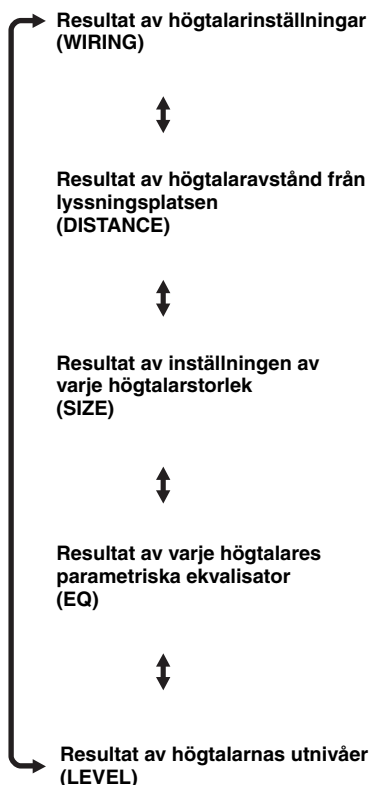 Resultat av högtalarinställningar
(WIRING)
Resultat av högtalaravstånd från
lyssningsplatsen
(DISTANCE)
Resultat av inställningen av
varje högtalarstorlek
(SIZE)
Resultat av varje högtalares
parametriska ekvalisator
(EQ)
Resultat av högtalarnas utnivåer
(LEVEL)